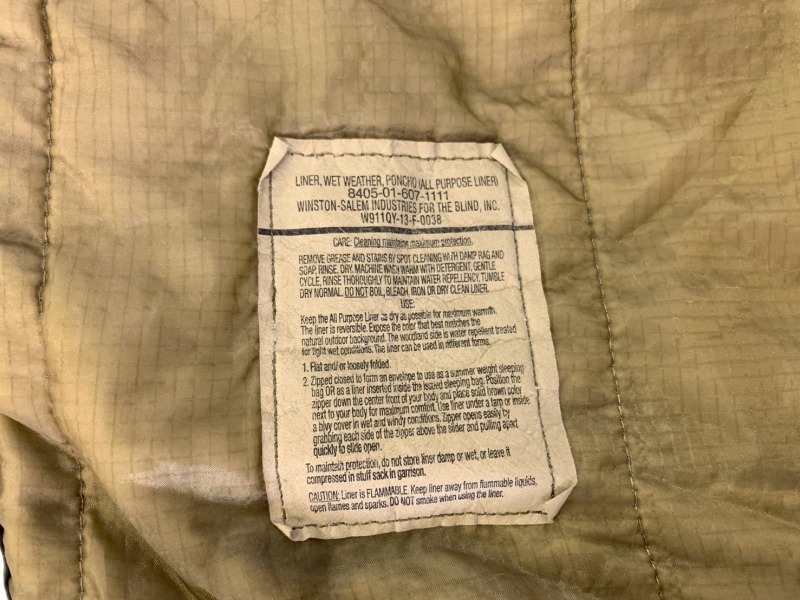 LINER, WET WEATHER, PONCHO (ALL PURPOSE LINER)
8405-01-607-1111
WINSTON-SALEM INDUSTRIES FOR THE BLIND, INC.
W911QY-13-F-0038
CARE: Cleaning maintains maximum protection.
REMOVE GREASE AND STAINS BY SPOT CLEANING WITH DAMP RAG AND
SOAP, RINSE. DRY. MACHINE WASH WARM WITH DETERGENT, GENTLE
CYCLE, RINSE THOROUGHLY TO MAINTAIN WATER REPELLENCY, TUMBLE
DRY NORMAL. DO NOT BOIL, BLEACH, IRON OR DRY CLEAN LINER.
USE:
Keep the All Purpose Liner as dry as possible for maximum warmth.
The liner is reversible. Expose the color that best matches the
natural outdoor background. The woodland side is water repellent treated
for light wet conditions. The liner can be used in different forms.
1. Flat and/ or loosely folded.
2. Zipped closed to form an envelope to use as a summer weight sleeping
bag OR as a liner inserted inside the issued sleeping bag. Position the
zipper down the center front of your body and place solid brown color
next to your body for maximum comfort. Use liner under a tarp or inside
a bivy cover in wet and windy conditions. Zipper opens easily by
grabbing each side of the zipper above the slider and pulling apart
quickly to slide open.
To maintain protection, do not store liner damp or wet, or leave it
compressed in stuff sack in garrison.
CAUTION: Liner is FLAMMABLE. Keep liner away from flammable liquids,
open flames and sparks. DO NOT smoke when using the liner.